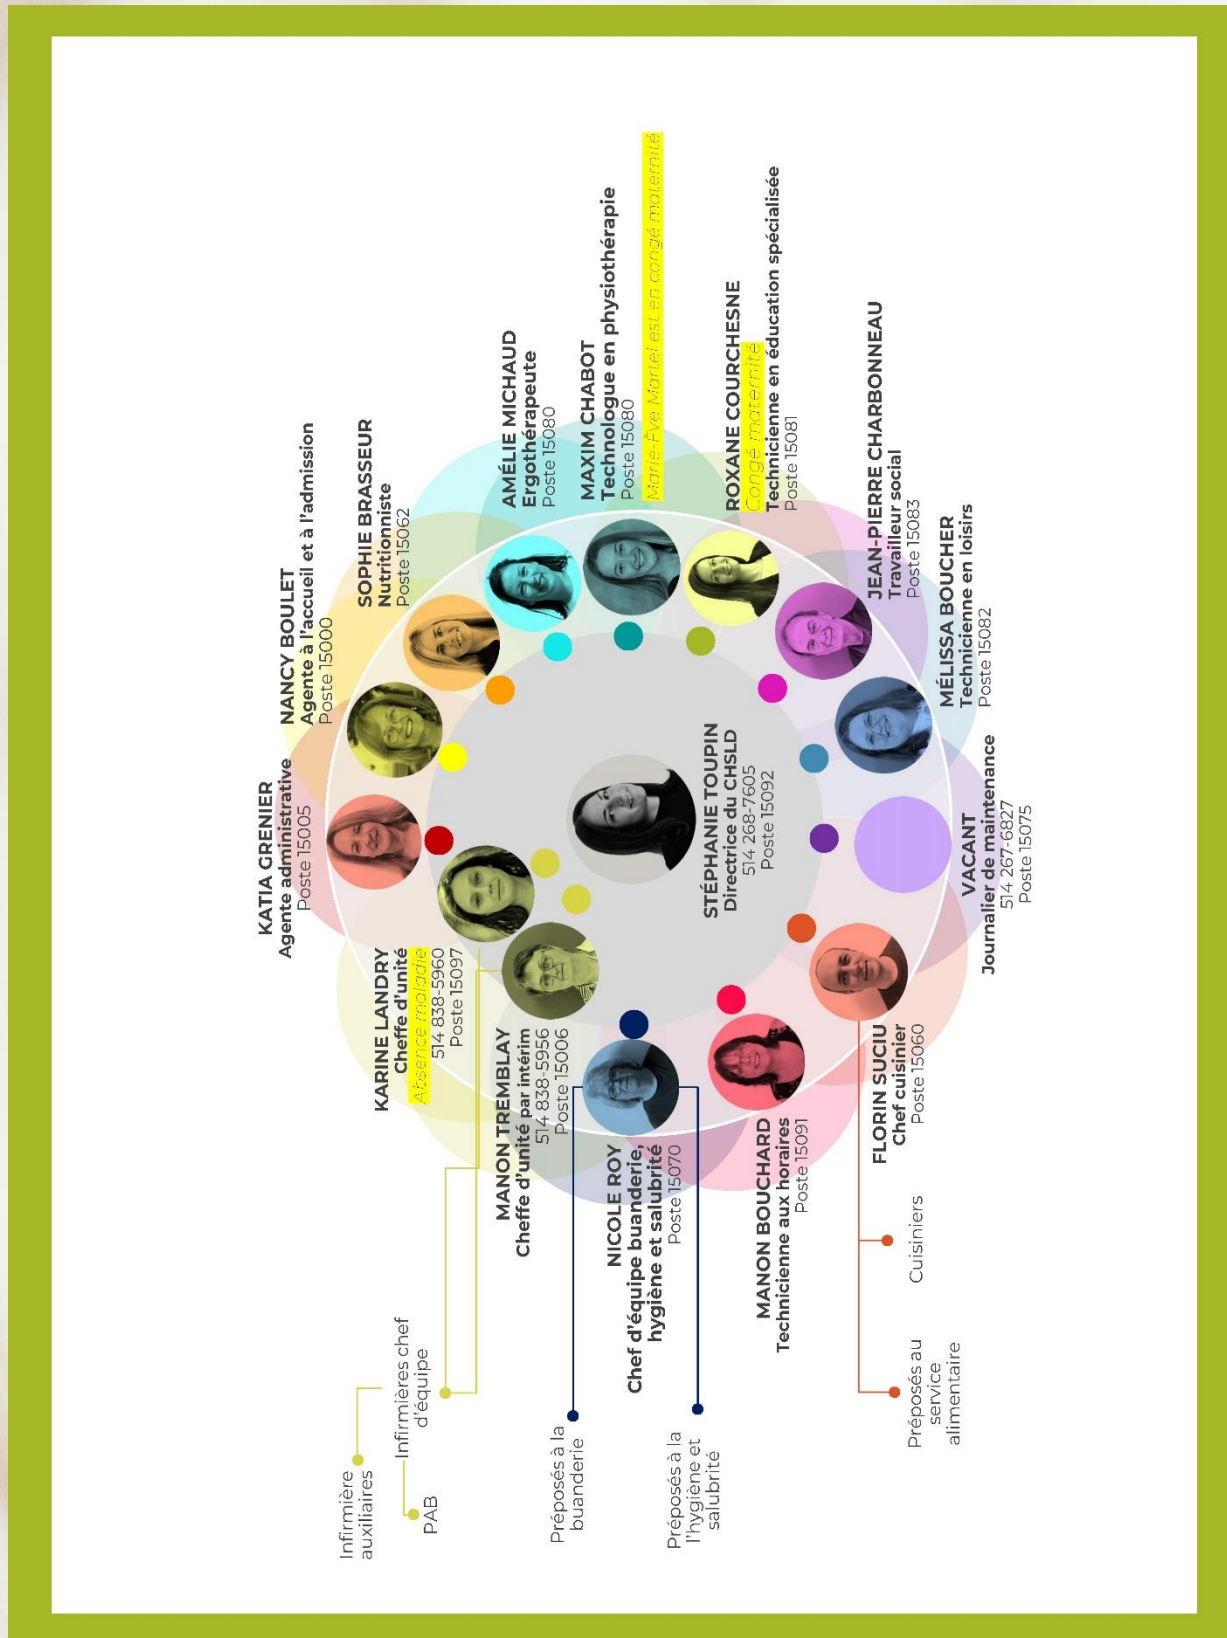 KATIA GRENIER
Agente administrative
Poste 15005
NANCY BOULET
Agente à l'accueil et à l'admission
Poste 15000
SOPHIE BRASSEUR
Nutritionniste
Poste 15062
AMÉLIE MICHAUD
Ergothérapeute
Poste 15080
MAXIM CHABOT
Technologue en physiothérapie
Poste 15080
Marie-Ève Martel est en congé maternité
ROXANE COURCHESNE
Congé maternité
Technicienne en éducation spécialisée
Poste 15081
JEAN-PIERRE CHARBONNEAU
Travailleur social
Poste 15083
MÉLISSA BOUCHER
Technicienne en loisirs
Poste 15082
VACANT
Journalier de maintenance
514 267-6827
Poste 15075
STÉPHANIE TOUPIN
Directrice du CHSLD
514 268-7605
Poste 15092
KARINE LANDRY
Cheffe d'unité
Absence maladie
514 838-5960
Poste 15097
MANON TREMBLAY
Cheffe d'unité par intérim
514 838-5956
Poste 15006
NICOLE ROY
Chef d'équipe buanderie,
hygiène et salubrité
Poste 15070
MANON BOUCHARD
Technicienne aux horaires
Poste 15091
FLORIN SUCIU
Chef cuisinier
Poste 15060
Infirmière
auxiliaires
Infirmières chef
d'équipe
PAB
Préposés à la
buanderie
Préposés à la
l'hygiène et
salubrité
Cuisiniers
Préposés au
service
alimentaire